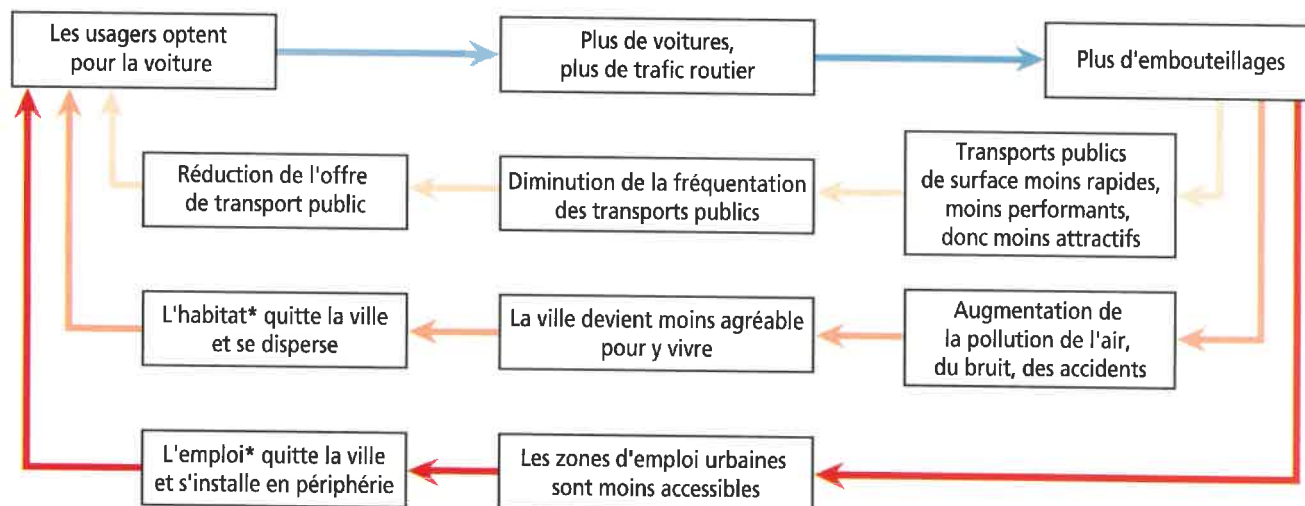 Les usagers optent
pour la voiture
Plus de voitures,
plus de trafic routier
Plus d'embouteillages
Réduction de l'offre
de transport public
Diminution de la fréquentation
des transports publics
Transports publics
de surface moins rapides,
moins performants,
donc moins attractifs
L'habitat* quitte la ville
et se disperse
La ville devient moins agréable
pour y vivre
Augmentation de
la pollution de l'air,
du bruit, des accidents
L'emploi* quitte la ville
et s'installe en périphérie
Les zones d'emploi urbaines
sont moins accessibles